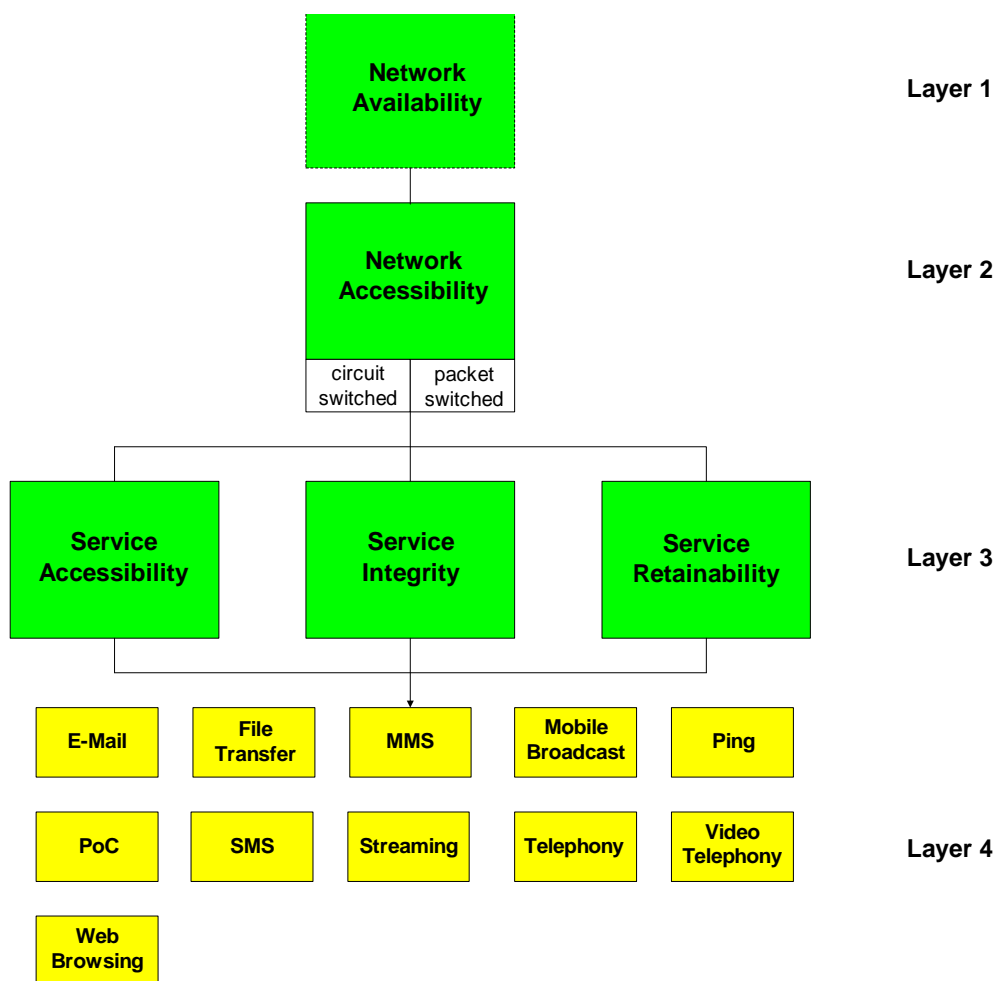 Network
Availability
Layer 1
Network
Accessibility
Layer 2
circuit
switched
packet
switched
Service
Accessibility
Service
Integrity
Service
Retainability
Layer 3
E-Mail
File
Transfer
MMS
Mobile
Broadcast
Ping
PoC
SMS
Streaming
Telephony
Video
Telephony
Layer 4
Web
Browsing